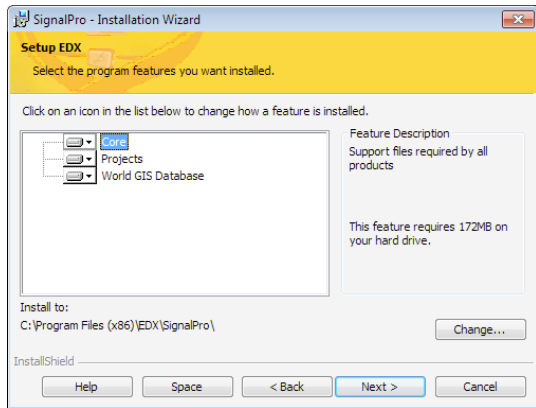 SignalPro - Installation Wizard
Setup EDX
Select the program features you want installed.
Click on an icon in the list below to change how a feature is installed.
Core
Projects
World GIS Database
Feature Description
Support files required by all
products
This feature requires 172MB on
your hard drive.
Install to:
C:\Program Files (x86)\EDX\SignalPro\
Change...
InstallShield
Help
Space
< Back
Next >
Cancel